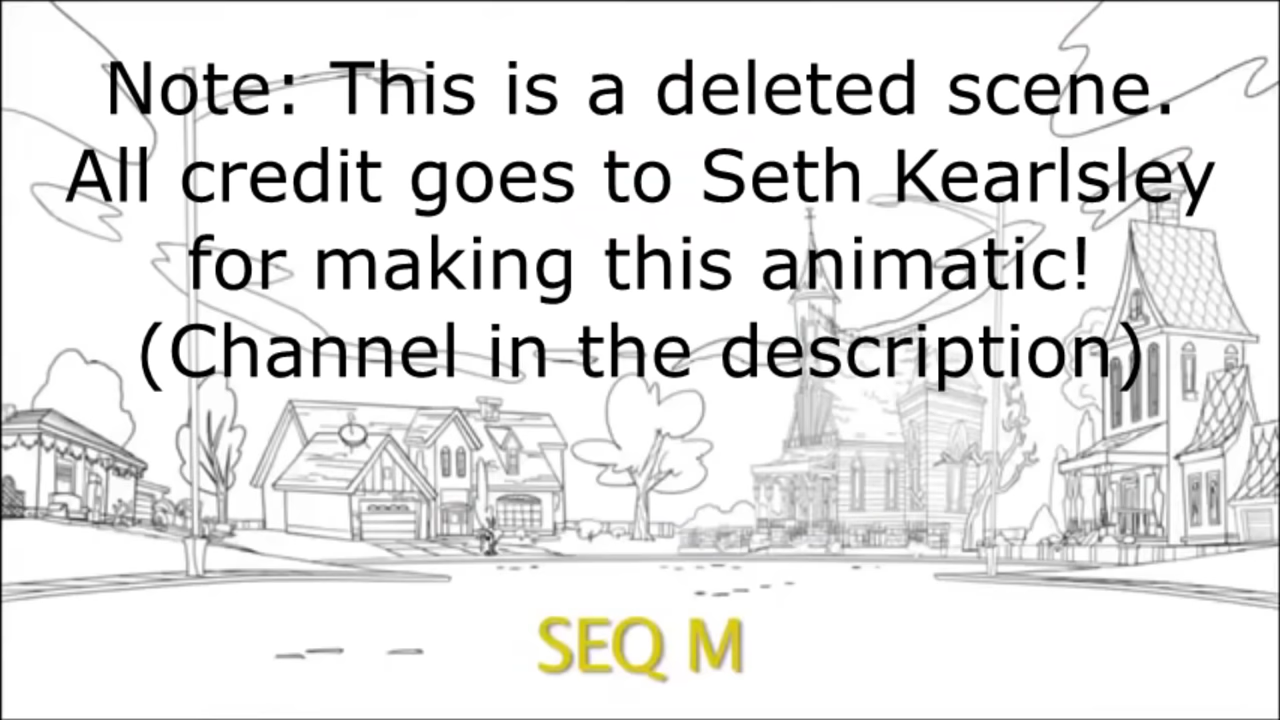 Note: This is a deleted scene.
All credit goes to Seth Kearlsley
for making this animatic!
(Channel in the description)
SEQ M